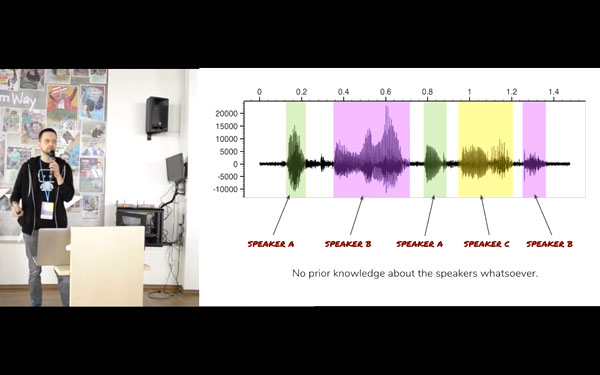 mWay
0 0.2 0.4 0.6 0.8 1 1.2 1.4
20000
15000
10000
5000
0
-5000
-10000
SPEAKER A SPEAKER B SPEAKER A SPEAKER C SPEAKER B
No prior knowledge about the speakers whatsoever.